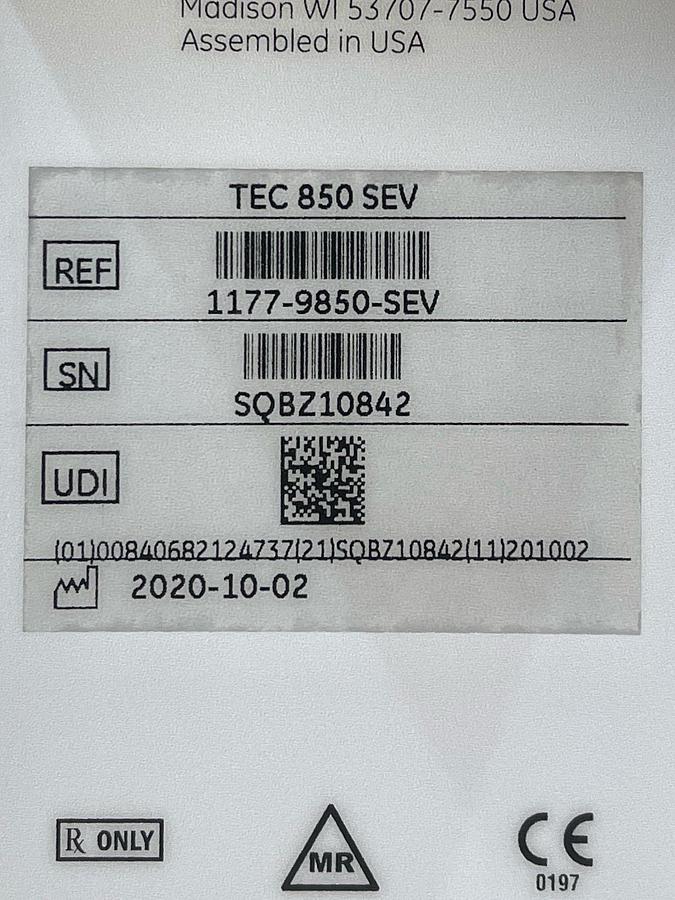 Madison WI 53707-7550 USA
Assembled in USA
TEC 850 SEV
REF
1177-9850-SEV
SN
SQBZ10842
UDI
(01)00840682124737(21)SQBZ10842(11)201002
2020-10-02
℞ ONLY
MR
CE
0197